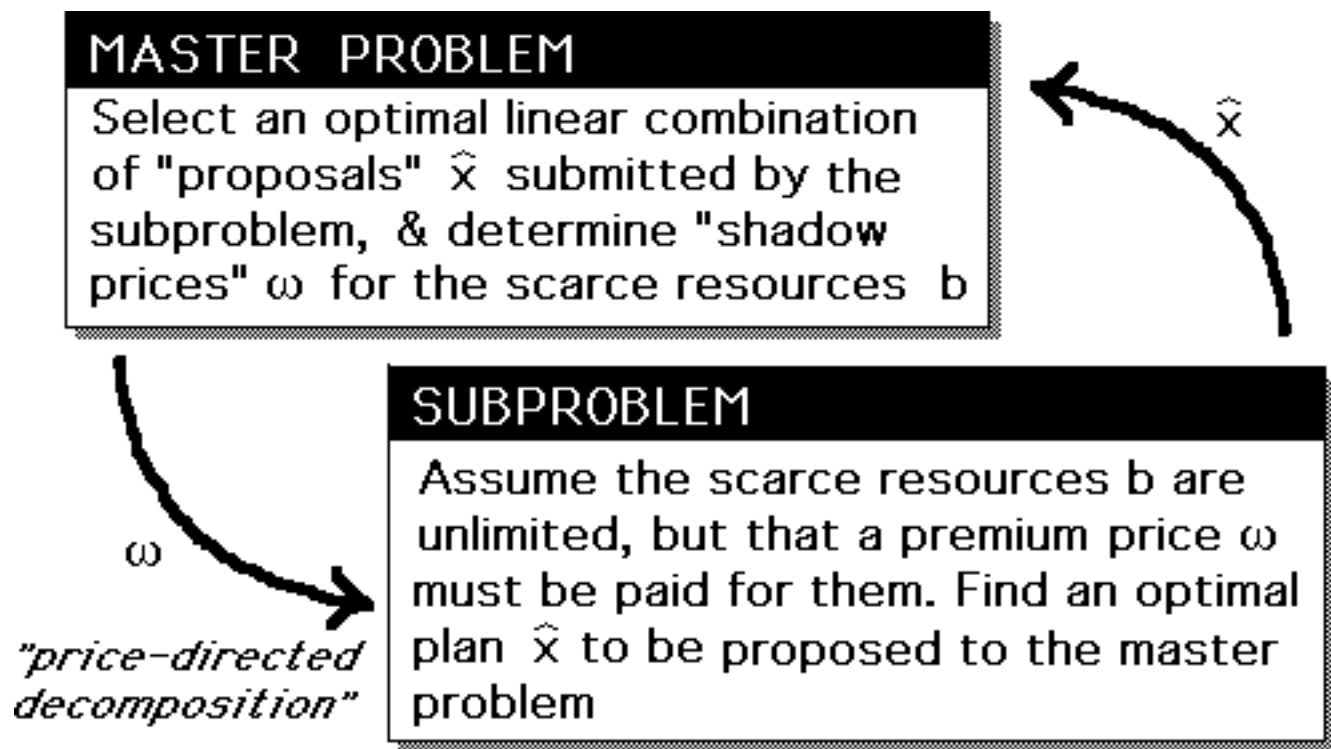 MASTER PROBLEM
Select an optimal linear combination
of "proposals" x̂ submitted by the
subproblem, & determine "shadow
prices" ω for the scarce resources b
x̂
SUBPROBLEM
Assume the scarce resources b are
unlimited, but that a premium price ω
must be paid for them. Find an optimal
plan x̂ to be proposed to the master
problem
ω
"price-directed
decomposition"